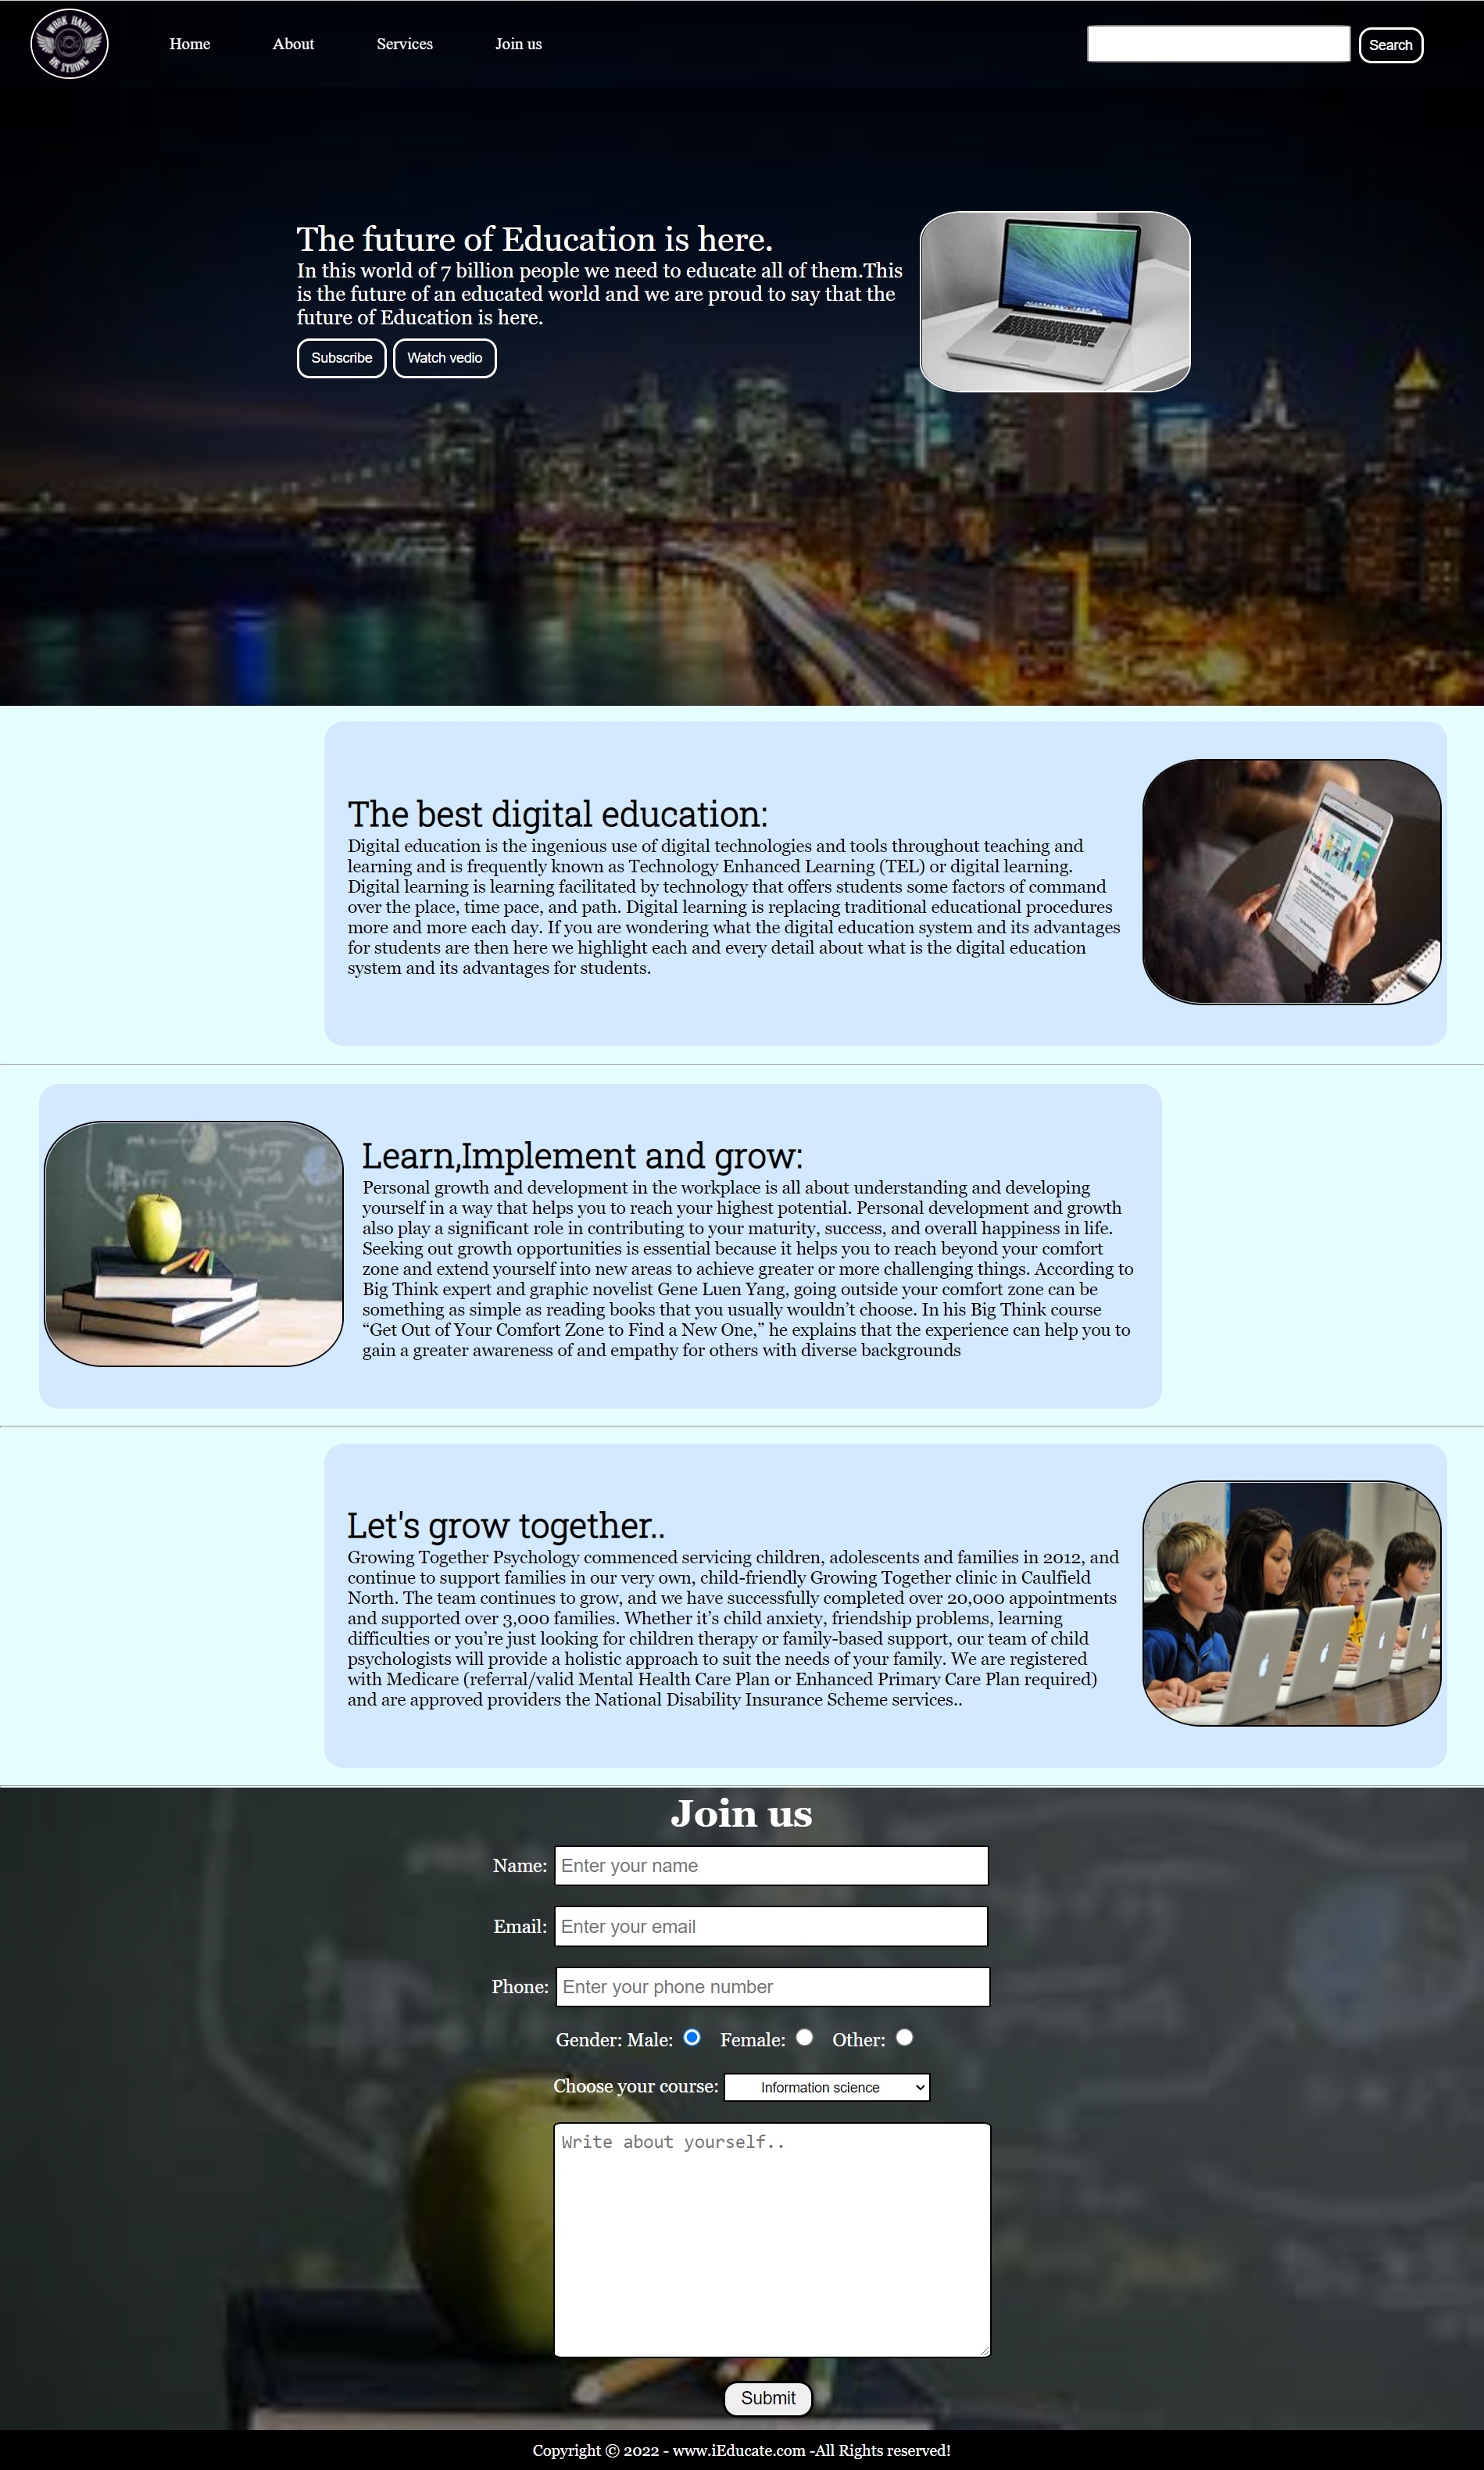 WORK HARD
BE STRONG
Home
About
Services
Join us
Search
The future of Education is here.
In this world of 7 billion people we need to educate all of them.This
is the future of an educated world and we are proud to say that the
future of Education is here.
Subscribe
Watch vedio
The best digital education:
Digital education is the ingenious use of digital technologies and tools throughout teaching and
learning and is frequently known as Technology Enhanced Learning (TEL) or digital learning.
Digital learning is learning facilitated by technology that offers students some factors of command
over the place, time pace, and path. Digital learning is replacing traditional educational procedures
more and more each day. If you are wondering what the digital education system and its advantages
for students are then here we highlight each and every detail about what is the digital education
system and its advantages for students.
Learn,Implement and grow:
Personal growth and development in the workplace is all about understanding and developing
yourself in a way that helps you to reach your highest potential. Personal development and growth
also play a significant role in contributing to your maturity, success, and overall happiness in life.
Seeking out growth opportunities is essential because it helps you to reach beyond your comfort
zone and extend yourself into new areas to achieve greater or more challenging things. According to
Big Think expert and graphic novelist Gene Luen Yang, going outside your comfort zone can be
something as simple as reading books that you usually wouldn’t choose. In his Big Think course
“Get Out of Your Comfort Zone to Find a New One,” he explains that the experience can help you to
gain a greater awareness of and empathy for others with diverse backgrounds
Let's grow together..
Growing Together Psychology commenced servicing children, adolescents and families in 2012, and
continue to support families in our very own, child-friendly Growing Together clinic in Caulfield
North. The team continues to grow, and we have successfully completed over 20,000 appointments
and supported over 3,000 families. Whether it’s child anxiety, friendship problems, learning
difficulties or you’re just looking for children therapy or family-based support, our team of child
psychologists will provide a holistic approach to suit the needs of your family. We are registered
with Medicare (referral/valid Mental Health Care Plan or Enhanced Primary Care Plan required)
and are approved providers the National Disability Insurance Scheme services..
Join us
Name: Enter your name
Email: Enter your email
Phone: Enter your phone number
Gender: Male: Female: Other:
Choose your course: Information science
Write about yourself..
Submit
Copyright © 2022 - www.iEducate.com -All Rights reserved!